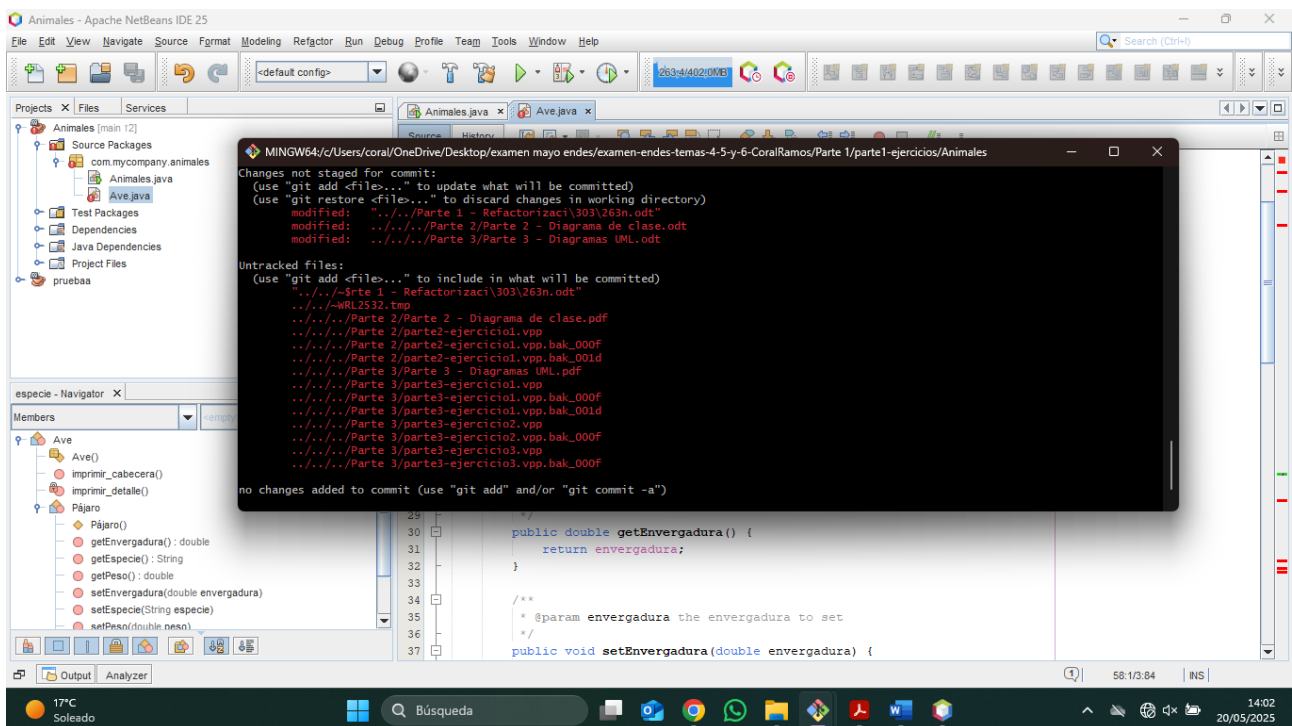 Animales - Apache NetBeans IDE 25
File Edit View Navigate Source Format Modeling Refactor Run Debug Profile Team Tools Window Help
Search (Ctrl+I)
<default config>
263,4/402,0MB
Projects Files Services
Animales.java Ave.java
Animales [main ↑2]
Source Packages
com.mycompany.animales
Animales.java
Ave.java
Test Packages
Dependencies
Java Dependencies
Project Files
pruebaa
Source History
MINGW64:/c/Users/coral/OneDrive/Desktop/examen mayo endes/examen-endes-temas-4-5-y-6-CoralRamos/Parte 1/parte1-ejercicios/Animales
Changes not staged for commit:
(use "git add <file>..." to update what will be committed)
(use "git restore <file>..." to discard changes in working directory)
modified: "../../Parte 1 - Refactorizaci\303\263n.odt"
modified: ../../../Parte 2/Parte 2 - Diagrama de clase.odt
modified: ../../../Parte 3/Parte 3 - Diagramas UML.odt
Untracked files:
(use "git add <file>..." to include in what will be committed)
"../../~$rte 1 - Refactorizaci\303\263n.odt"
../../~WRL2532.tmp
../../../Parte 2/Parte 2 - Diagrama de clase.pdf
../../../Parte 2/parte2-ejercicio1.vpp
../../../Parte 2/parte2-ejercicio1.vpp.bak_000f
../../../Parte 2/parte2-ejercicio1.vpp.bak_001d
../../../Parte 3/Parte 3 - Diagramas UML.pdf
../../../Parte 3/parte3-ejercicio1.vpp
../../../Parte 3/parte3-ejercicio1.vpp.bak_000f
../../../Parte 3/parte3-ejercicio1.vpp.bak_001d
../../../Parte 3/parte3-ejercicio2.vpp
../../../Parte 3/parte3-ejercicio2.vpp.bak_000f
../../../Parte 3/parte3-ejercicio3.vpp
../../../Parte 3/parte3-ejercicio3.vpp.bak_000f
no changes added to commit (use "git add" and/or "git commit -a")
especie - Navigator
Members
Ave
Ave()
imprimir_cabecera()
imprimir_detalle()
Pájaro
Pájaro()
getEnvergadura() : double
getEspecie() : String
getPeso() : double
setEnvergadura(double envergadura)
setEspecie(String especie)
setPeso(double peso)
29 */
30 public double getEnvergadura() {
31 return envergadura;
32 }
33
34 /**
35 * @param envergadura the envergadura to set
36 */
37 public void setEnvergadura(double envergadura) {
Output Analyzer
1 58:1/3:84 INS
17°C
Soleado
Búsqueda
14:02
20/05/2025